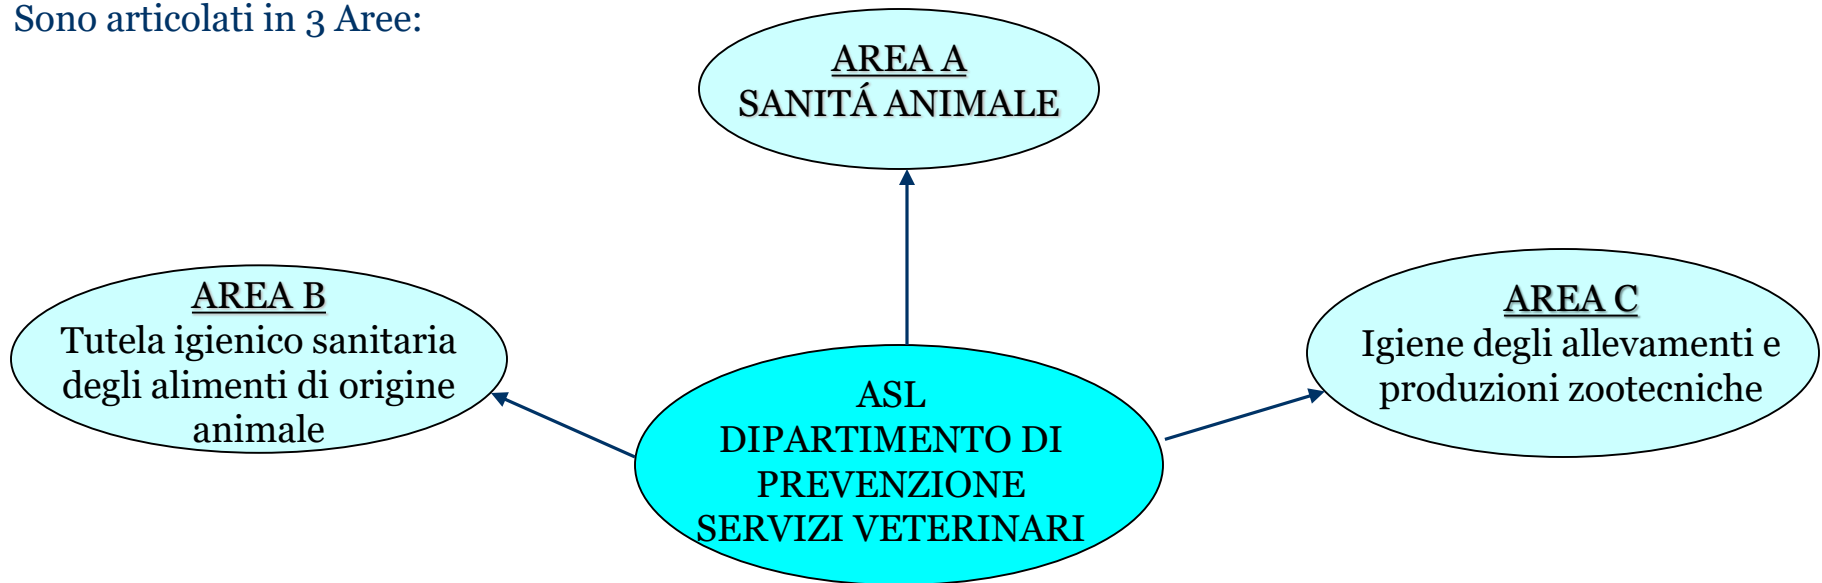 Sono articolati in 3 Aree:
AREA A
SANITÁ ANIMALE
AREA B
Tutela igienico sanitaria
degli alimenti di origine
animale
AREA C
Igiene degli allevamenti e
produzioni zootecniche
ASL
DIPARTIMENTO DI
PREVENZIONE
SERVIZI VETERINARI